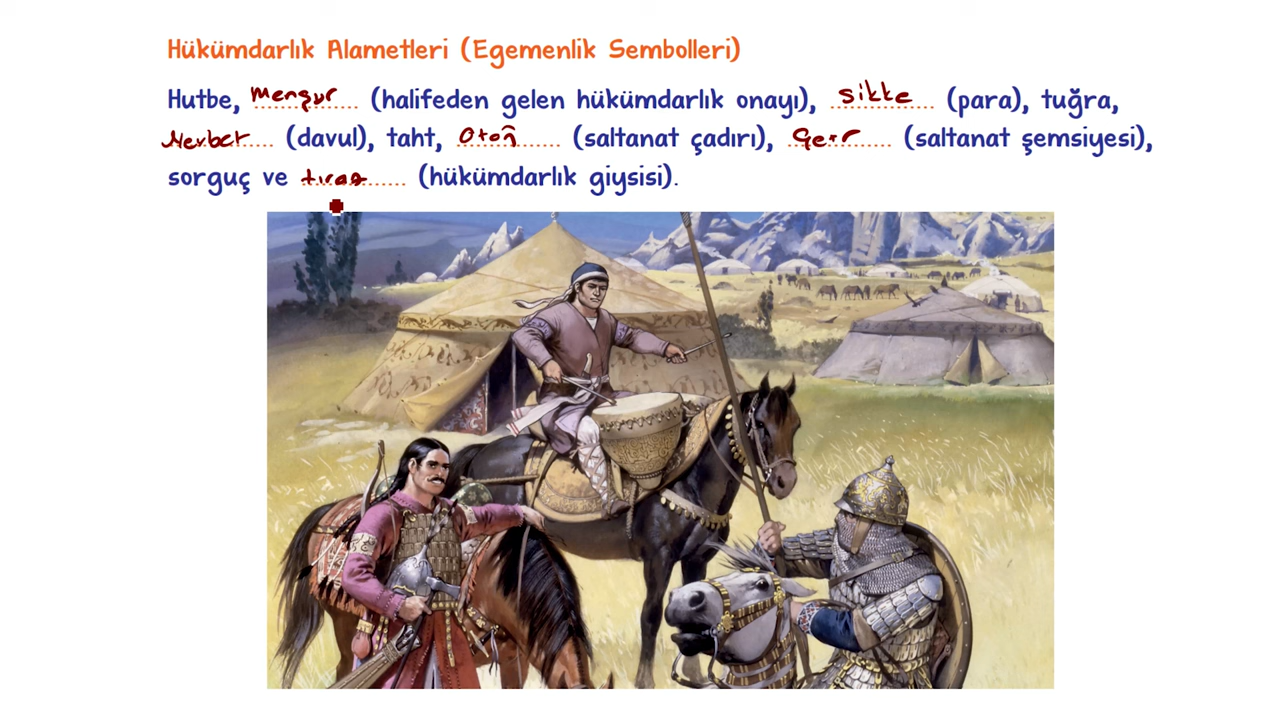 Hükümdarlık Alametleri (Egemenlik Sembolleri)
Hutbe, menşur (halifeden gelen hükümdarlık onayı), sikke (para), tuğra,
Nevbet (davul), taht, Otağ (saltanat çadırı), Çetr (saltanat şemsiyesi),
sorguç ve tıraz (hükümdarlık giysisi).